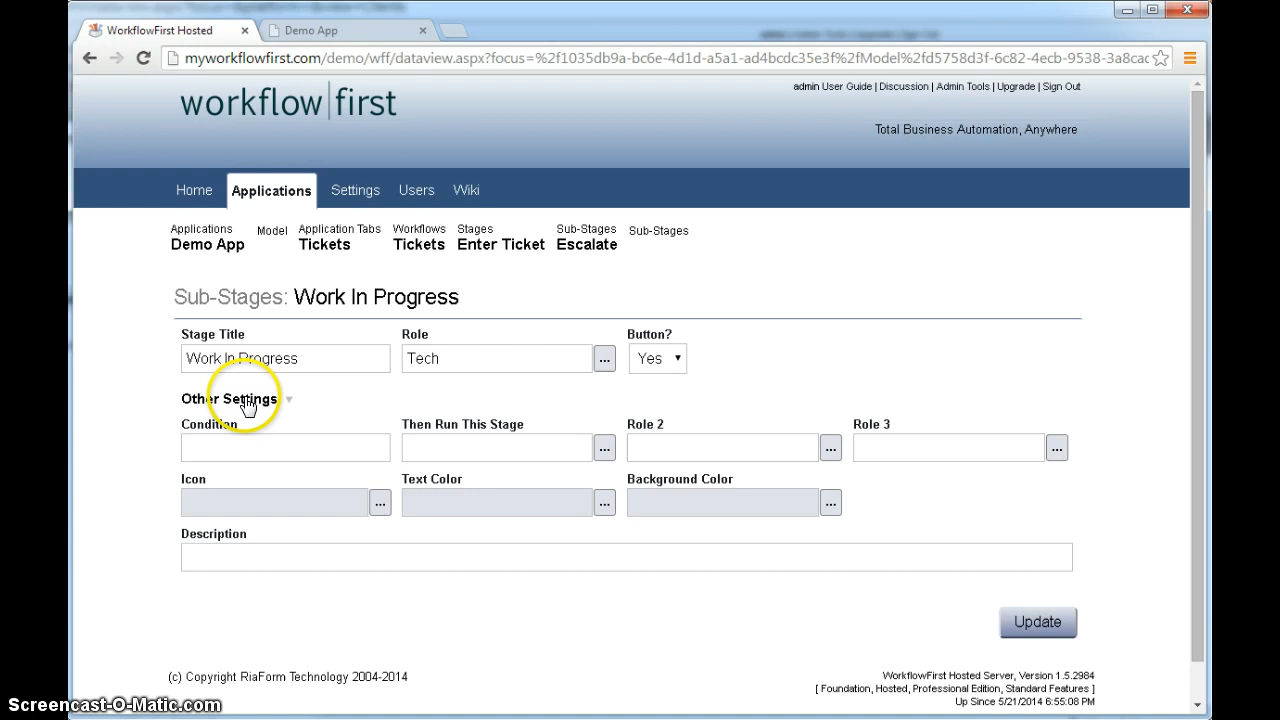 WorkflowFirst Hosted
Demo App
myworkflowfirst.com/demo/wff/dataview.aspx?focus=%2f1035db9a-bc6e-4d1d-a5a1-ad4bcdc35e3f%2fModel%2fd5758d3f-6c82-4ecb-9538-3a8cac
workflow|first
admin User Guide | Discussion | Admin Tools | Upgrade | Sign Out
Total Business Automation, Anywhere
Home Applications Settings Users Wiki
Applications Model Application Tabs Workflows Stages Sub-Stages Sub-Stages
Demo App Tickets Tickets Enter Ticket Escalate
Sub-Stages: Work In Progress
Stage Title Role Button?
Work In Progress Tech ... Yes
Other Settings
Condition Then Run This Stage Role 2 Role 3
... ... ...
Icon Text Color Background Color
... ... ...
Description
Update
(c) Copyright RiaForm Technology 2004-2014
WorkflowFirst Hosted Server, Version 1.5.2984
[ Foundation, Hosted, Professional Edition, Standard Features ]
Up Since 5/21/2014 6:55:08 PM
Screencast-O-Matic.com